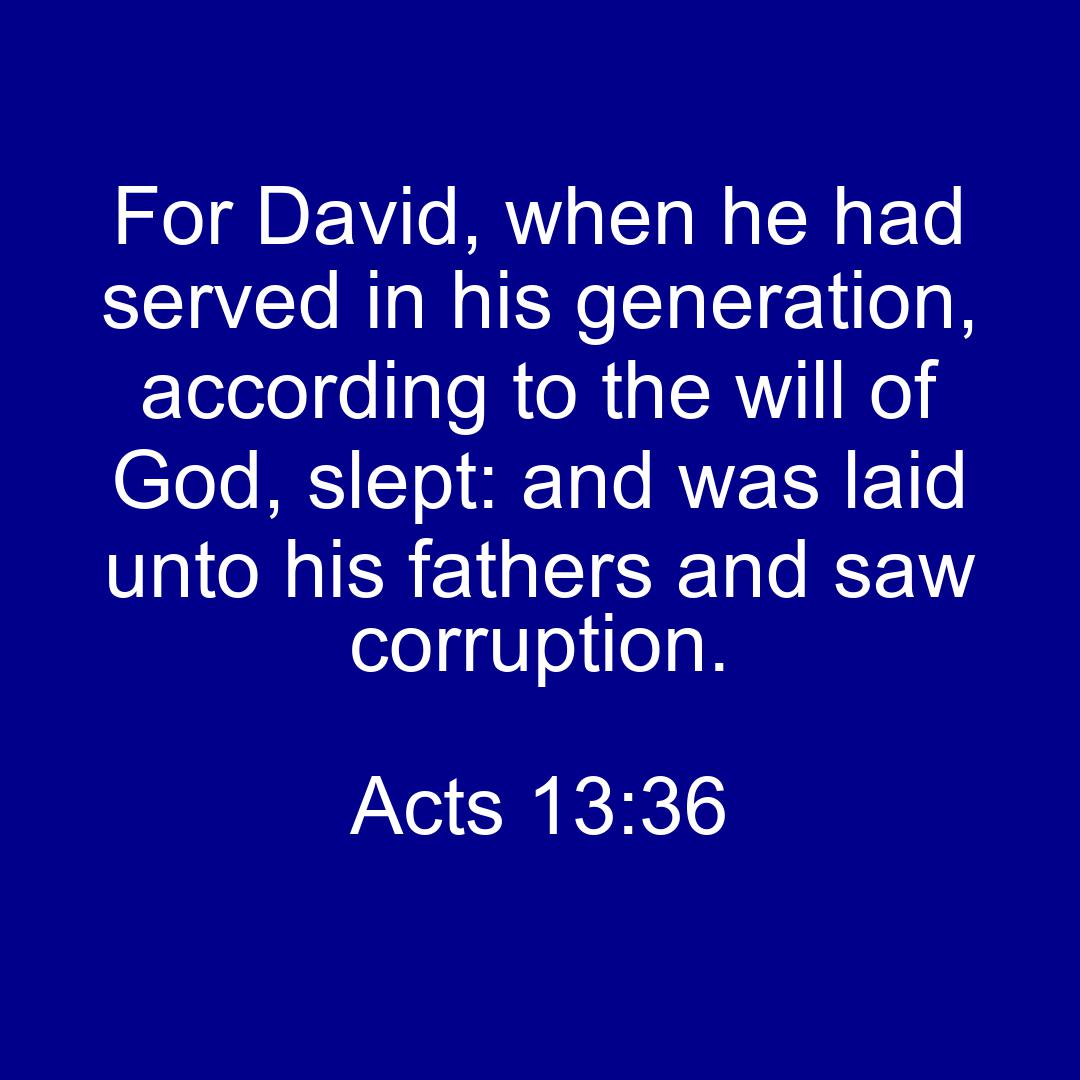 For David, when he had
served in his generation,
according to the will of
God, slept: and was laid
unto his fathers and saw
corruption.
Acts 13:36